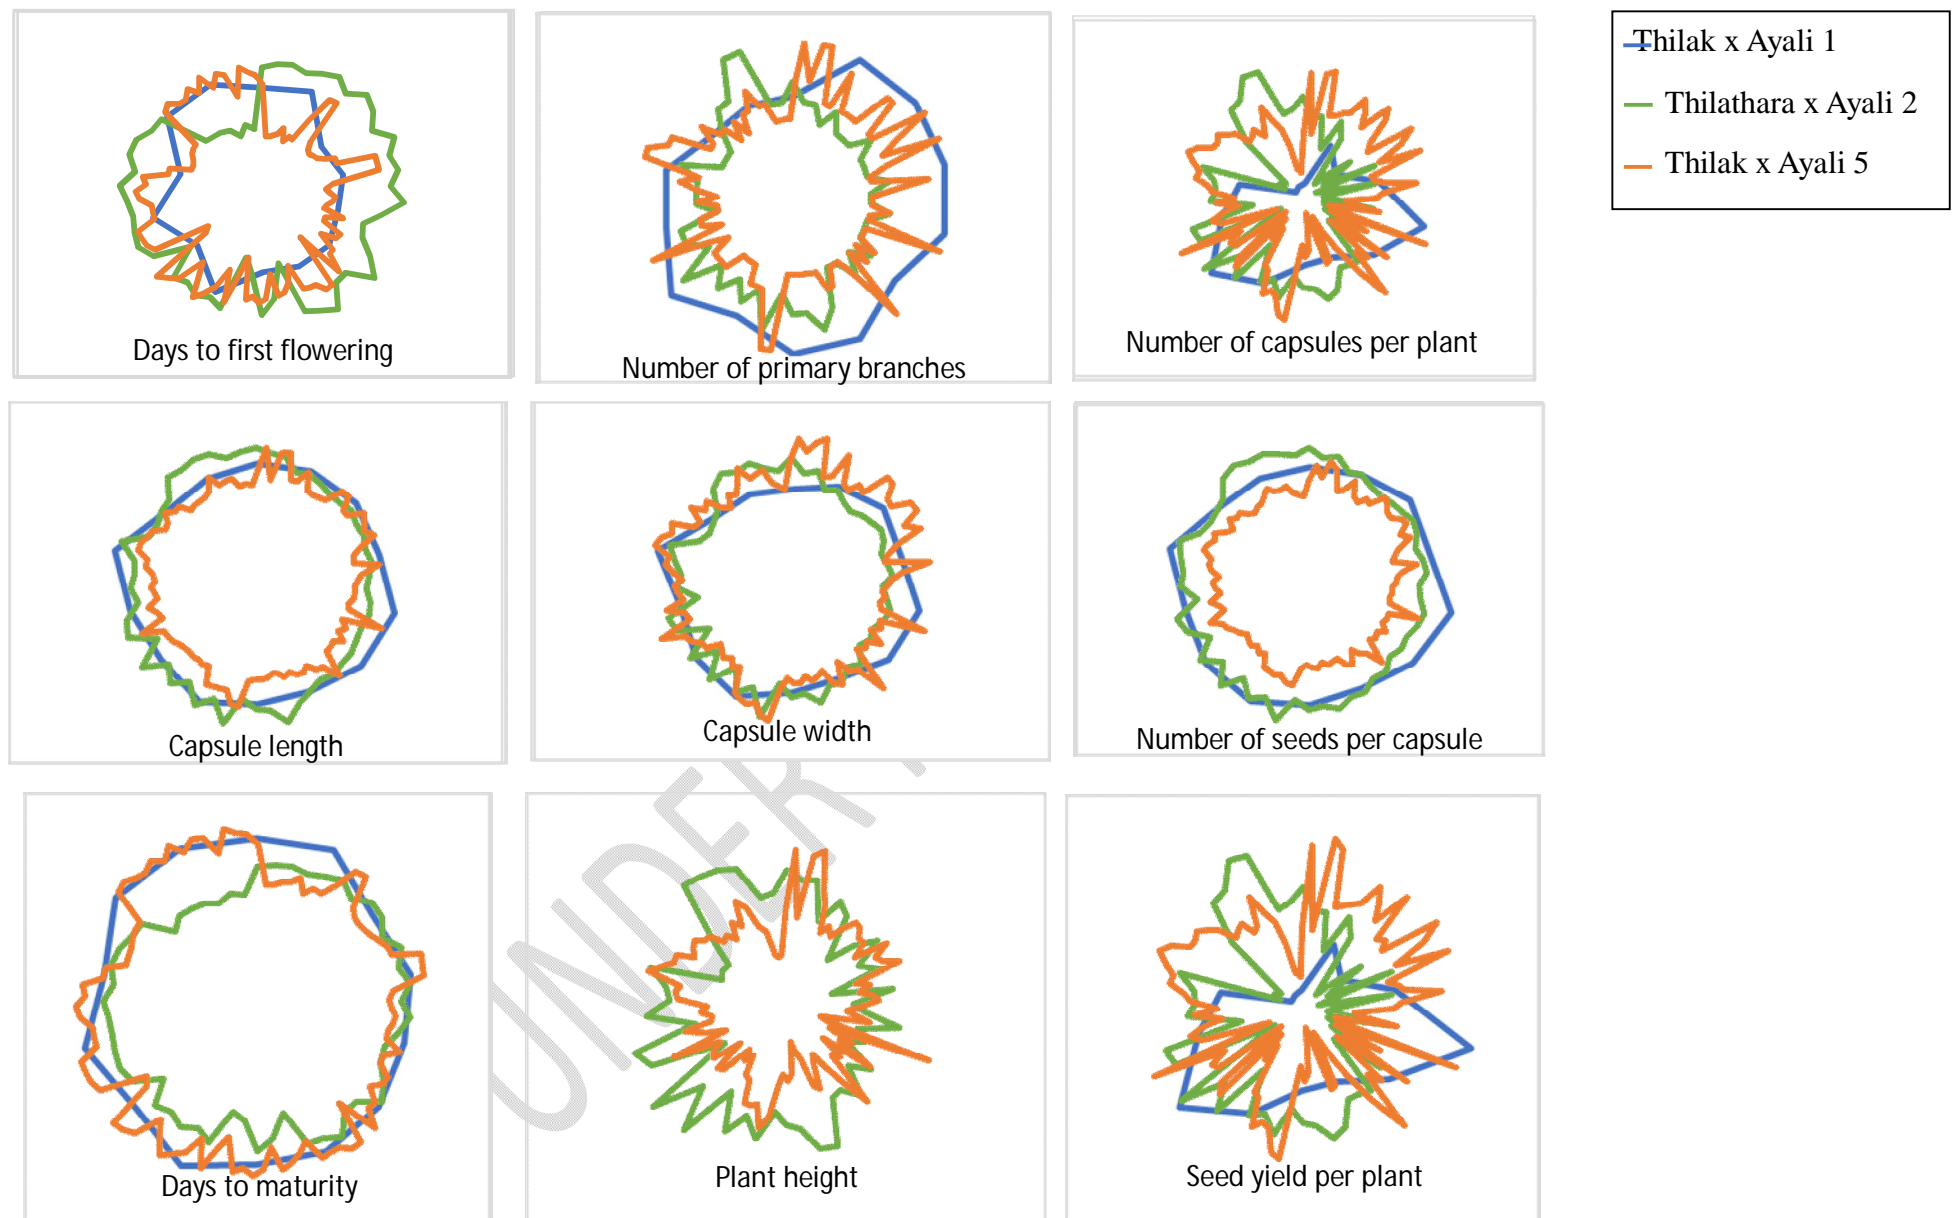 Thilak x Ayali 1
Thilathara x Ayali 2
Thilak x Ayali 5
Days to first flowering
Number of primary branches
Number of capsules per plant
Capsule length
Capsule width
Number of seeds per capsule
UNDER
Days to maturity
Plant height
Seed yield per plant